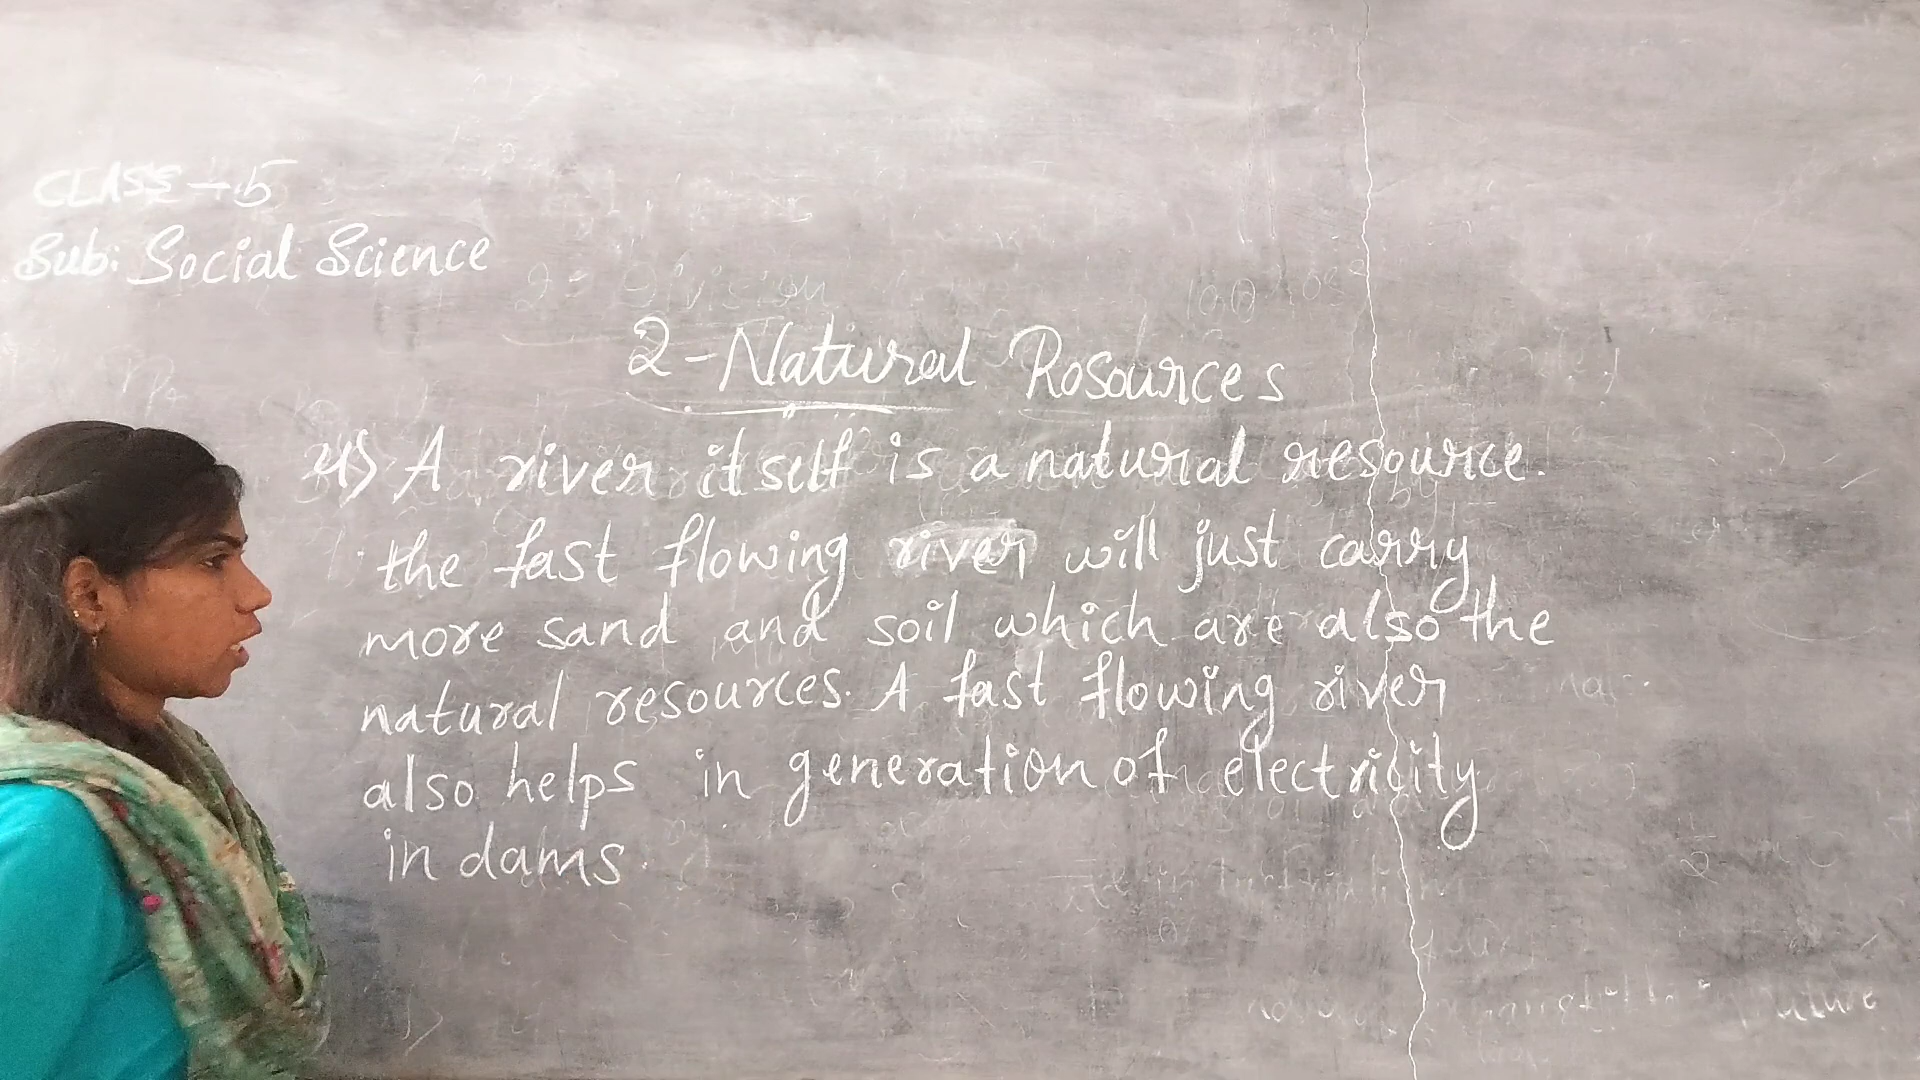 CLASS - 5
Sub: Social Science
2 - Division
2 - Natural Rosources
4) A river itself is a natural resource.
the fast flowing river will just carry
more sand and soil which are also the
natural resources. A fast flowing river
also helps in generation of electricity
in dams.